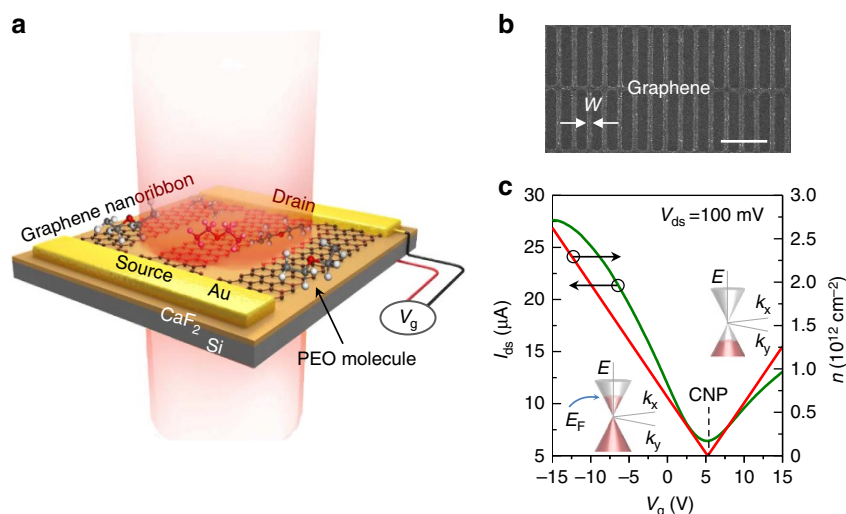 a
Graphene nanoribbon
Drain
Source
Au
CaF2
Si
Vg
PEO molecule
b
Graphene
W
c
Vds =100 mV
30
25
20
15
10
5
Ids (μA)
3.0
2.5
2.0
1.5
1.0
0.5
0
n (10¹² cm⁻²)
E
kx
ky
E
kx
ky
EF
CNP
−15 −10 −5 0 5 10 15
Vg (V)